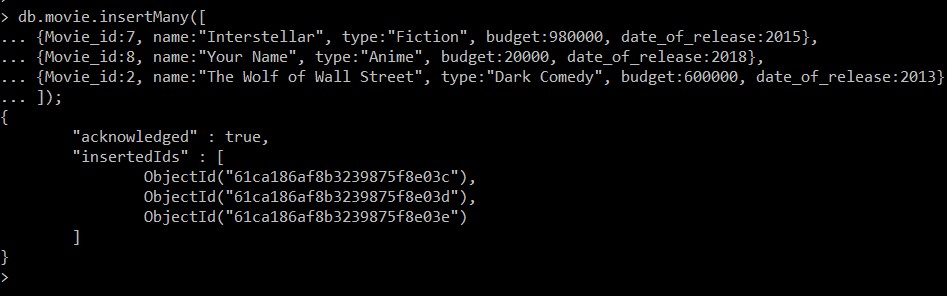 > db.movie.insertMany([
... {Movie_id:7, name:"Interstellar", type:"Fiction", budget:980000, date_of_release:2015},
... {Movie_id:8, name:"Your Name", type:"Anime", budget:20000, date_of_release:2018},
... {Movie_id:2, name:"The Wolf of Wall Street", type:"Dark Comedy", budget:600000, date_of_release:2013}
... ]);
{
        "acknowledged" : true,
        "insertedIds" : [
                ObjectId("61ca186af8b3239875f8e03c"),
                ObjectId("61ca186af8b3239875f8e03d"),
                ObjectId("61ca186af8b3239875f8e03e")
        ]
}
>